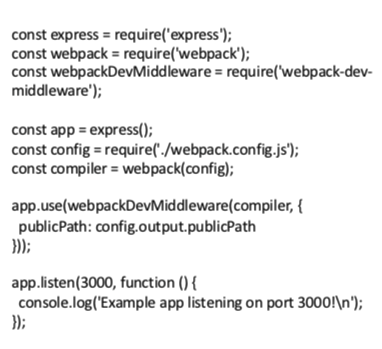 const express = require('express');
const webpack = require('webpack');
const webpackDevMiddleware = require('webpack-dev-
middleware');
const app = express();
const config = require('./webpack.config.js');
const compiler = webpack(config);
app.use(webpackDevMiddleware(compiler, {
  publicPath: config.output.publicPath
}));
app.listen(3000, function () {
  console.log('Example app listening on port 3000!\n');
});